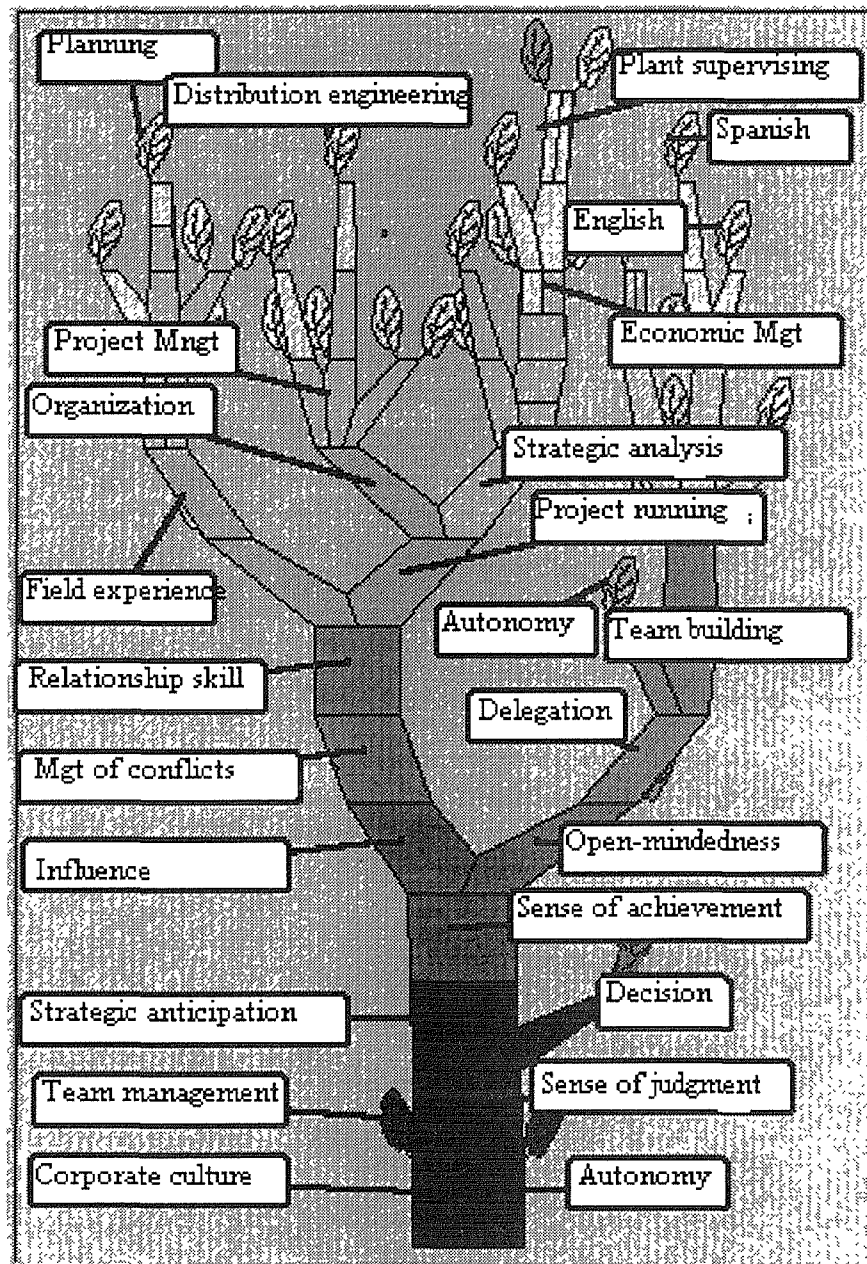 Planning
Distribution engineering
Plant supervising
Spanish
English
Project Mngt
Economic Mgt
Organization
Strategic analysis
Project running
Field experience
Autonomy
Team building
Relationship skill
Delegation
Mgt of conflicts
Influence
Open-mindedness
Sense of achievement
Strategic anticipation
Decision
Team management
Sense of judgment
Corporate culture
Autonomy